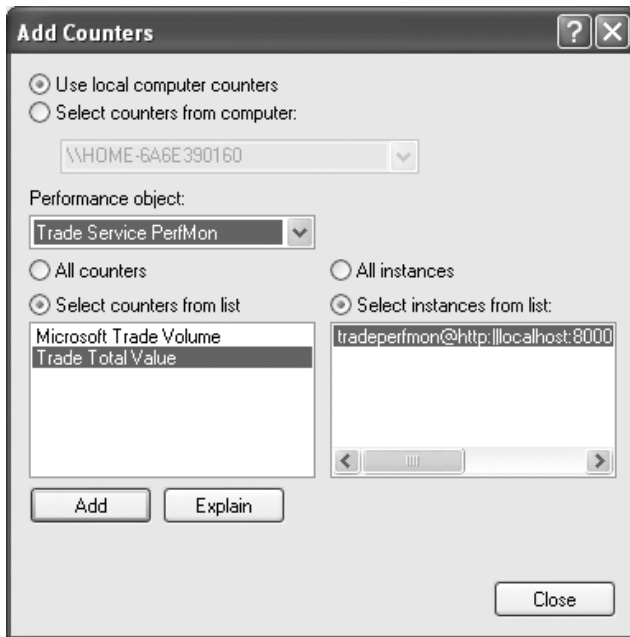 Add Counters
Use local computer counters
Select counters from computer:
\\HOME-6A6E390160
Performance object:
Trade Service PerfMon
All counters
All instances
Select counters from list
Select instances from list:
Microsoft Trade Volume
Trade Total Value
tradeperfmon@http:|||localhost:8000
Add
Explain
Close